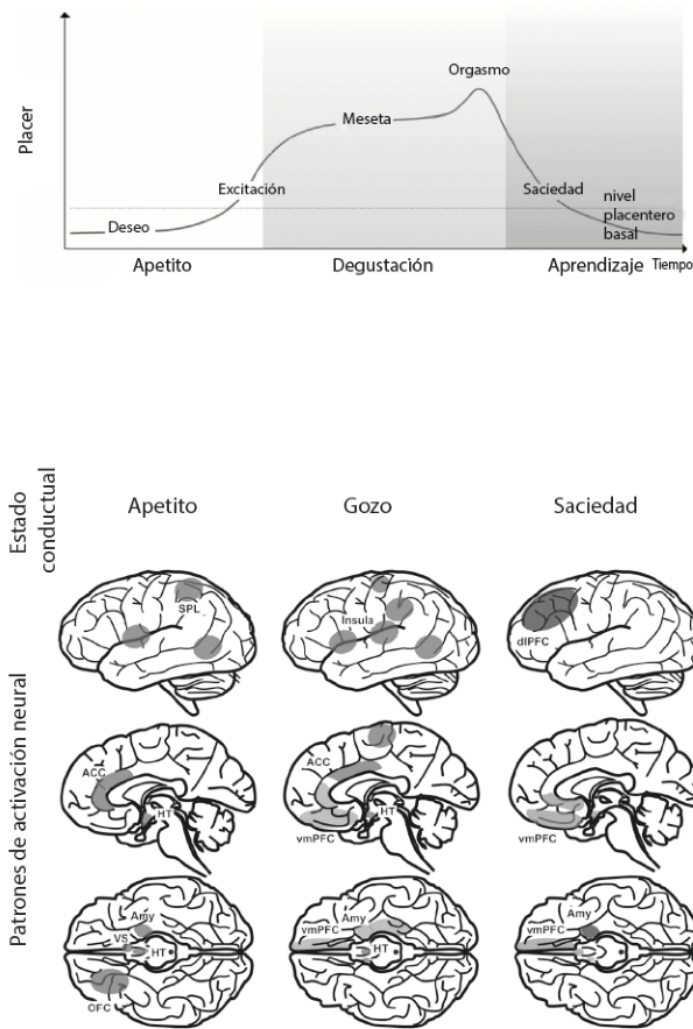 Placer
Orgasmo
Meseta
Excitación
Saciedad
nivel
placentero
basal
Deseo
Apetito
Degustación
Aprendizaje
Tiempo
Estado
conductual
Apetito
Gozo
Saciedad
Patrones de activación neural
SPL
Insula
dlPFC
ACC
HT
ACC
HT
vmPFC
vmPFC
Amy
VS
HT
OFC
Amy
vmPFC
HT
Amy
vmPFC